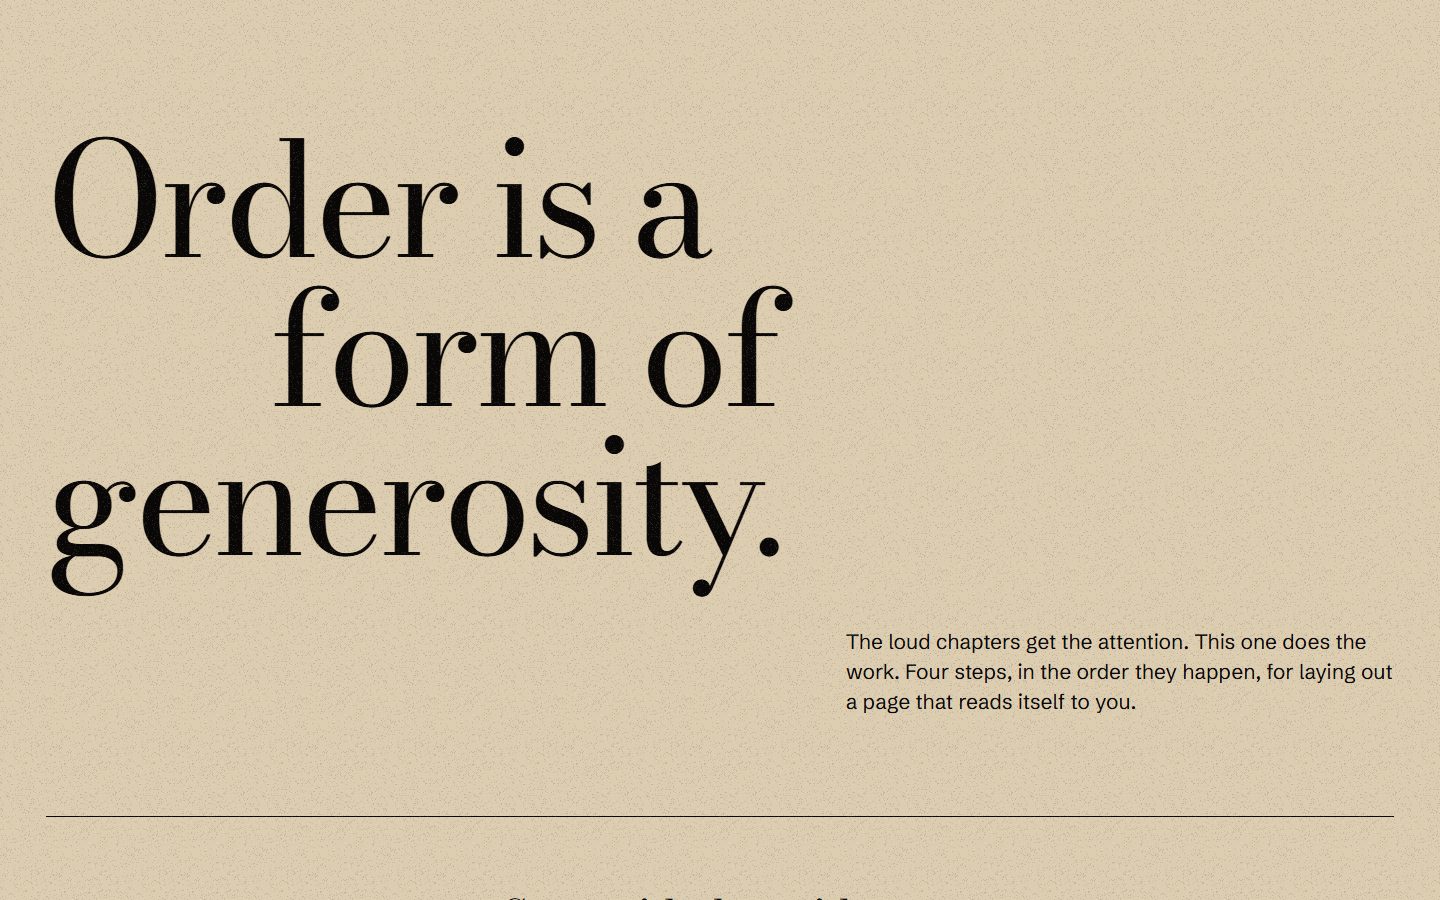 Order is a
form of
generosity.
The loud chapters get the attention. This one does the
work. Four steps, in the order they happen, for laying out
a page that reads itself to you.